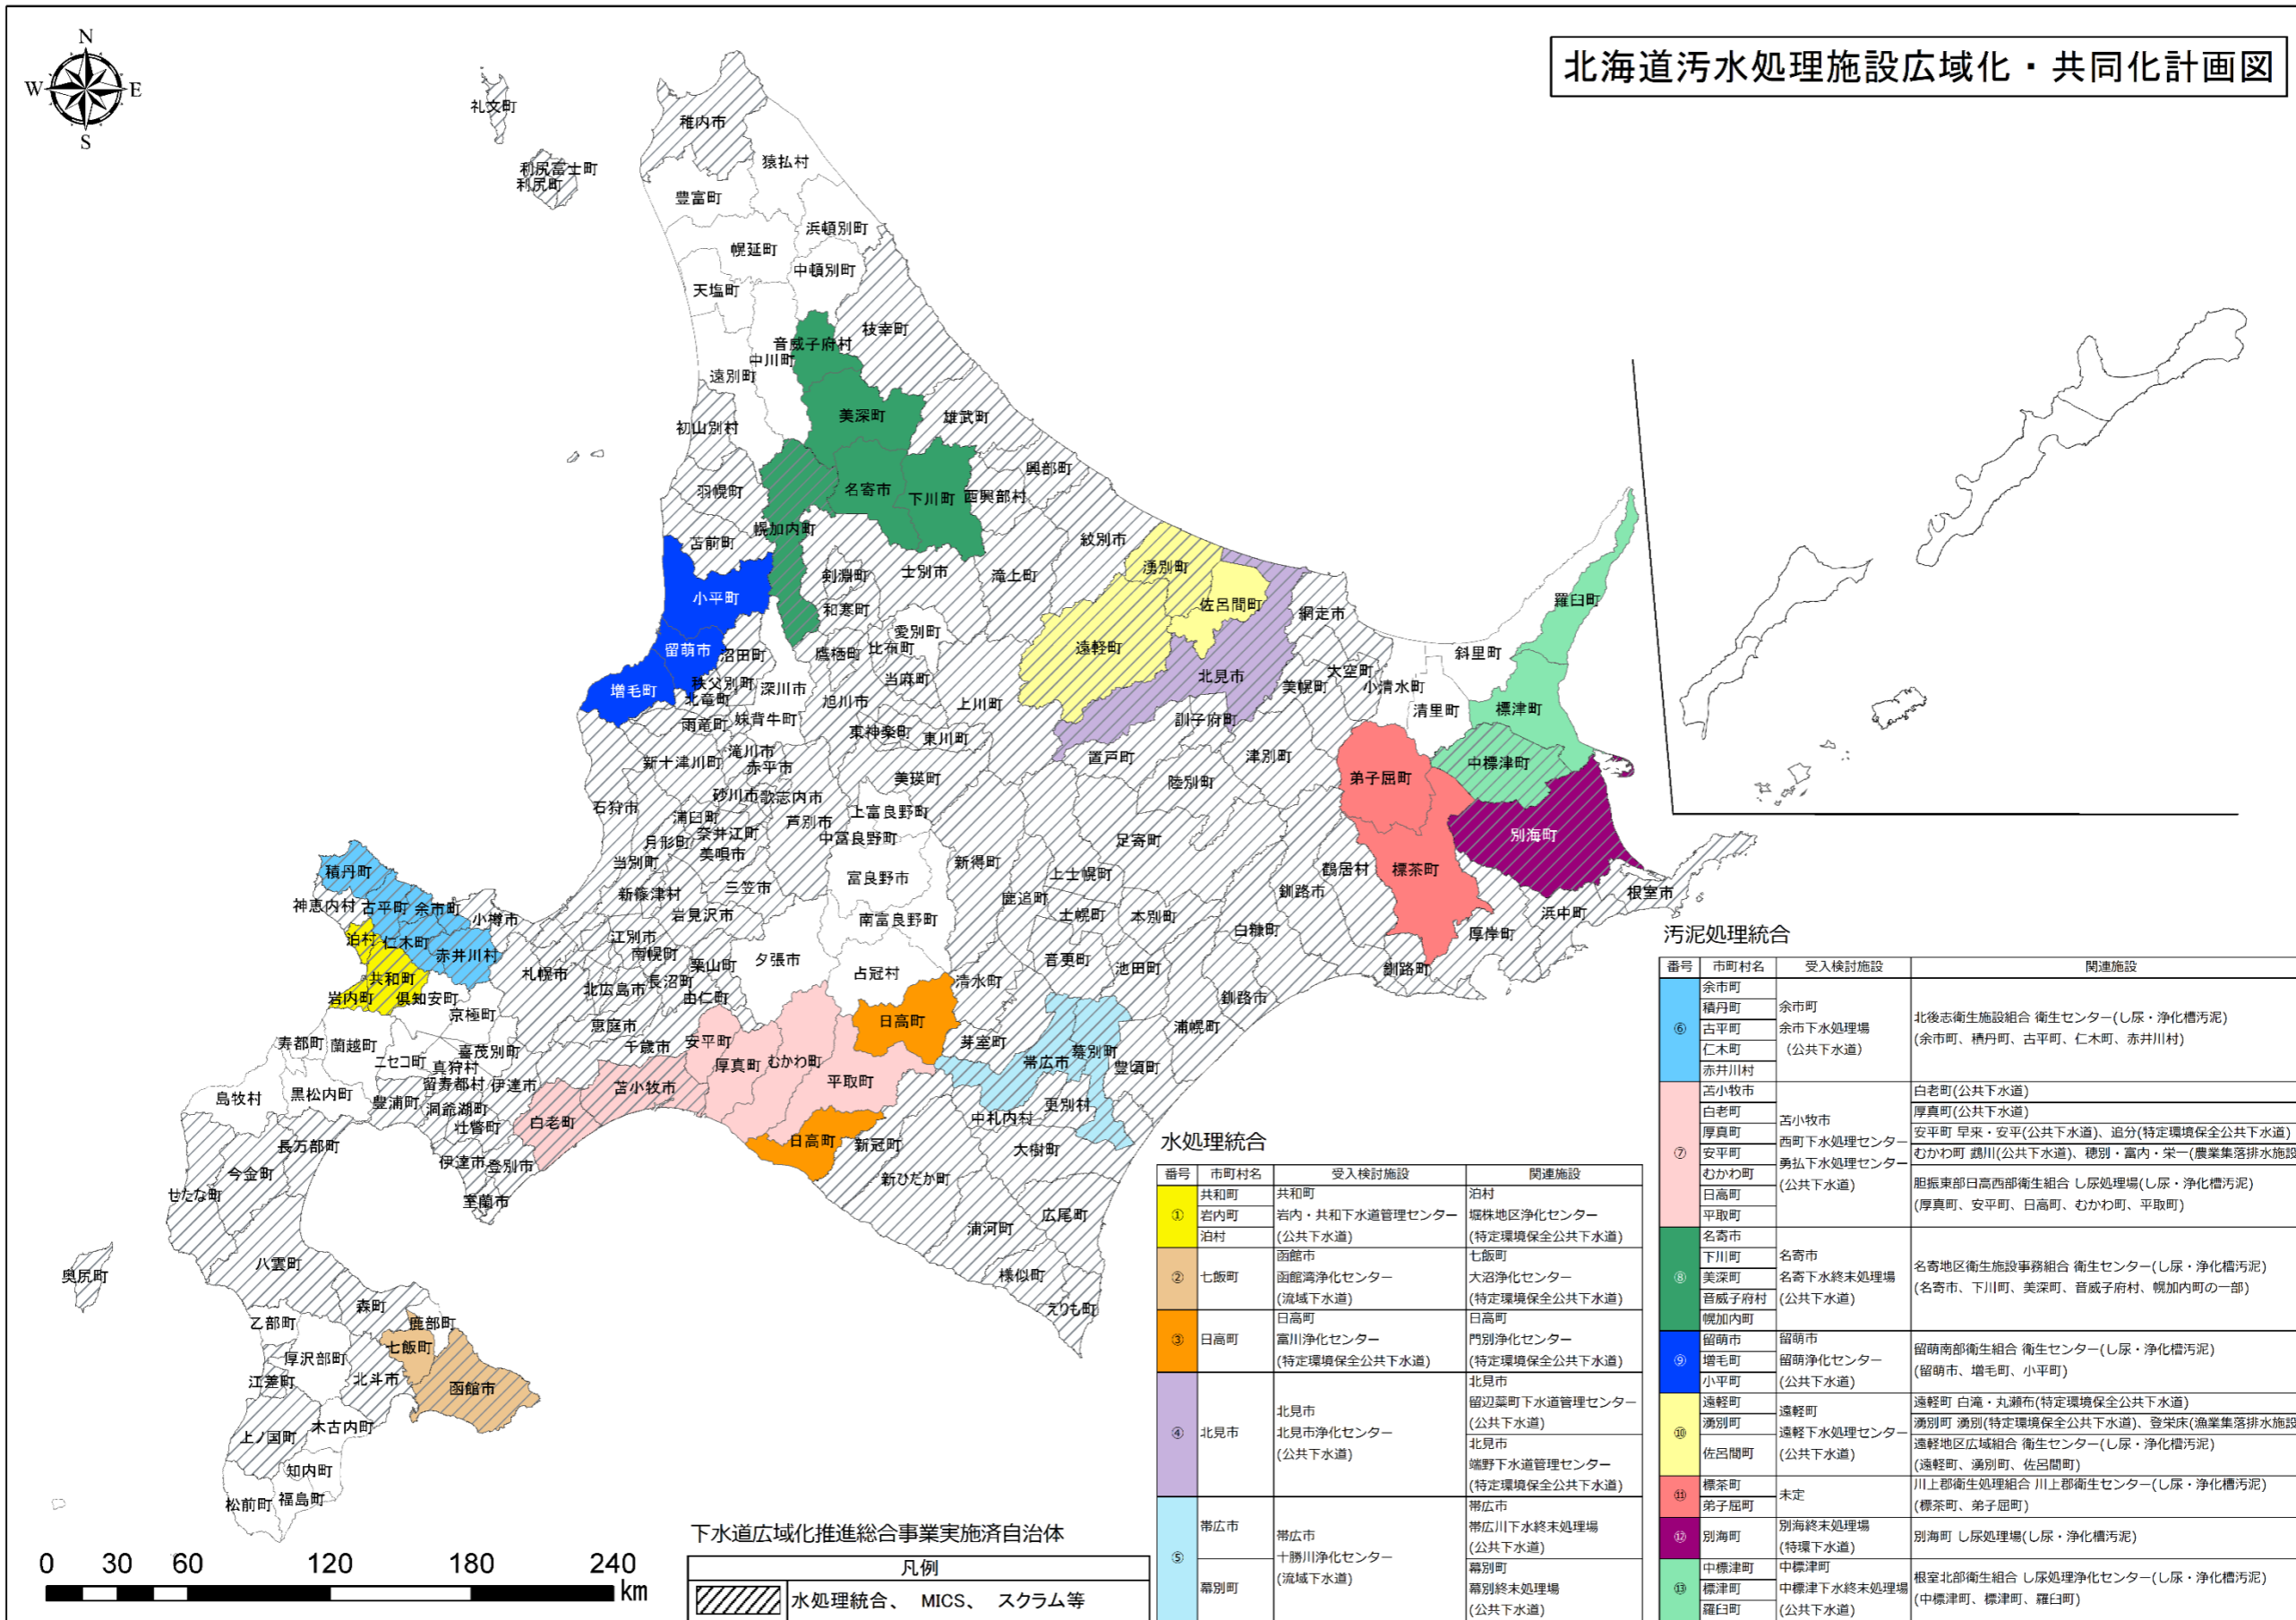 北海道汚水処理施設広域化・共同化計画図
N
W
E
S
礼文町
利尻富士町
利尻町
稚内市
猿払村
豊富町
浜頓別町
幌延町
中頓別町
天塩町
枝幸町
音威子府村
中川町
遠別町
美深町
雄武町
初山別村
興部町
羽幌町
名寄市
下川町
西興部村
幌加内町
苫前町
紋別市
士別市
滝上町
湧別町
剣淵町
小平町
和寒町
佐呂間町
網走市
羅臼町
愛別町
留萌市
沼田町
鷹栖町
比布町
遠軽町
斜里町
当麻町
北見市
大空町
増毛町
秩父別町
北竜町
深川市
旭川市
上川町
美幌町
小清水町
清里町
標津町
雨竜町
妹背牛町
東神楽町
東川町
訓子府町
新十津川町
滝川市
赤平市
美瑛町
置戸町
津別町
陸別町
弟子屈町
中標津町
石狩市
砂川市
歌志内市
浦臼町
奈井江町
芦別市
上富良野町
中富良野町
月形町
美唄市
足寄町
別海町
当別町
新得町
積丹町
富良野市
鶴居村
標茶町
上士幌町
新篠津村
三笠市
鹿追町
釧路市
根室市
神恵内村
古平町
余市町
小樽市
岩見沢市
南富良野町
士幌町
本別町
浜中町
泊村
仁木町
江別市
白糠町
厚岸町
赤井川村
南幌町
音更町
札幌市
栗山町
夕張市
占冠村
池田町
釧路町
共和町
岩内町
倶知安町
北広島市
長沼町
由仁町
清水町
釧路市
京極町
恵庭市
日高町
浦幌町
寿都町
蘭越町
喜茂別町
千歳市
安平町
厚真町
むかわ町
芽室町
帯広市
幕別町
豊頃町
ニセコ町
真狩村
留寿都村
伊達市
苫小牧市
平取町
島牧村
黒松内町
豊浦町
洞爺湖町
壮瞥町
白老町
中札内村
更別村
長万部町
日高町
新冠町
大樹町
今金町
伊達市
登別市
新ひだか町
せたな町
室蘭市
広尾町
浦河町
八雲町
奥尻町
様似町
森町
えりも町
乙部町
鹿部町
七飯町
厚沢部町
江差町
北斗市
函館市
木古内町
上ノ国町
知内町
松前町
福島町
0 30 60 120 180 240
km
下水道広域化推進総合事業実施済自治体
凡例
水処理統合、 MICS、 スクラム等
水処理統合
番号 市町村名 受入検討施設 関連施設
① 共和町 岩内町 泊村
共和町
岩内・共和下水道管理センター
(公共下水道)
泊村
堀株地区浄化センター
(特定環境保全公共下水道)
② 七飯町
函館市
函館湾浄化センター
(流域下水道)
七飯町
大沼浄化センター
(特定環境保全公共下水道)
③ 日高町
日高町
富川浄化センター
(特定環境保全公共下水道)
日高町
門別浄化センター
(特定環境保全公共下水道)
④ 北見市
北見市
北見市浄化センター
(公共下水道)
北見市
留辺蘂町下水道管理センター
(公共下水道)
北見市
端野下水道管理センター
(特定環境保全公共下水道)
⑤ 帯広市 幕別町
帯広市
十勝川浄化センター
(流域下水道)
帯広市
帯広川下水終末処理場
(公共下水道)
幕別町
幕別終末処理場
(公共下水道)
汚泥処理統合
番号 市町村名 受入検討施設 関連施設
⑥ 余市町 積丹町 古平町 仁木町 赤井川村
余市町
余市下水処理場
(公共下水道)
北後志衛生施設組合 衛生センター(し尿・浄化槽汚泥)
(余市町、積丹町、古平町、仁木町、赤井川村)
⑦ 苫小牧市 白老町 厚真町 安平町 むかわ町 日高町 平取町
苫小牧市
西町下水処理センター
勇払下水処理センター
(公共下水道)
白老町(公共下水道)
厚真町(公共下水道)
安平町 早来・安平(公共下水道)、追分(特定環境保全公共下水道)
むかわ町 鵡川(公共下水道)、穂別・富内・栄一(農業集落排水施設
胆振東部日高西部衛生組合 し尿処理場(し尿・浄化槽汚泥)
(厚真町、安平町、日高町、むかわ町、平取町)
⑧ 名寄市 下川町 美深町 音威子府村 幌加内町
名寄市
名寄下水終末処理場
(公共下水道)
名寄地区衛生施設事務組合 衛生センター(し尿・浄化槽汚泥)
(名寄市、下川町、美深町、音威子府村、幌加内町の一部)
⑨ 留萌市 増毛町 小平町
留萌市
留萌浄化センター
(公共下水道)
留萌南部衛生組合 衛生センター(し尿・浄化槽汚泥)
(留萌市、増毛町、小平町)
⑩ 遠軽町 湧別町 佐呂間町
遠軽町
遠軽下水処理センター
(公共下水道)
遠軽町 白滝・丸瀬布(特定環境保全公共下水道)
湧別町 湧別(特定環境保全公共下水道)、登栄床(漁業集落排水施設
遠軽地区広域組合 衛生センター(し尿・浄化槽汚泥)
(遠軽町、湧別町、佐呂間町)
⑪ 標茶町 弟子屈町
未定
川上郡衛生処理組合 川上郡衛生センター(し尿・浄化槽汚泥)
(標茶町、弟子屈町)
⑫ 別海町
別海終末処理場
(特環下水道)
別海町 し尿処理場(し尿・浄化槽汚泥)
⑬ 中標津町 標津町 羅臼町
中標津町
中標津下水終末処理場
(公共下水道)
根室北部衛生組合 し尿処理浄化センター(し尿・浄化槽汚泥)
(中標津町、標津町、羅臼町)